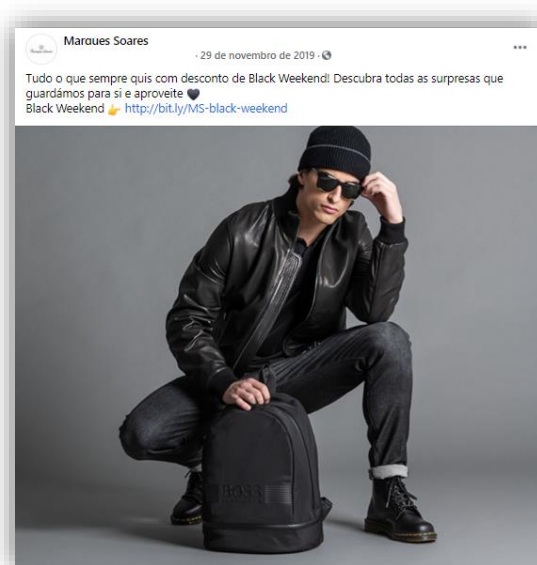 Marques Soares
· 29 de novembro de 2019 ·
Tudo o que sempre quis com desconto de Black Weekend! Descubra todas as surpresas que
guardámos para si e aproveite 🖤
Black Weekend 👉 http://bit.ly/MS-black-weekend
BOSS